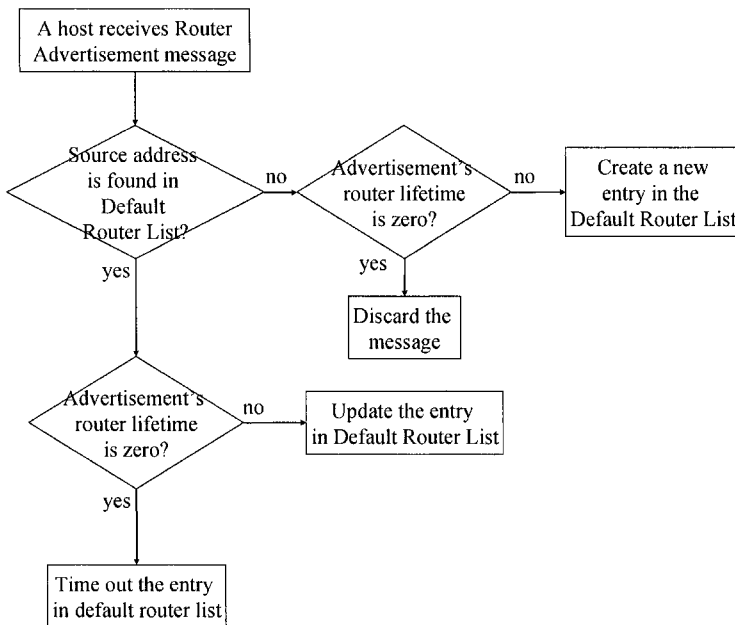 A host receives Router
Advertisement message
Source address
is found in
Default
Router List?
no
Advertisement's
router lifetime
is zero?
no
Create a new
entry in the
Default Router List
yes
yes
Discard the
message
Advertisement's
router lifetime
is zero?
no
Update the entry
in Default Router List
yes
Time out the entry
in default router list